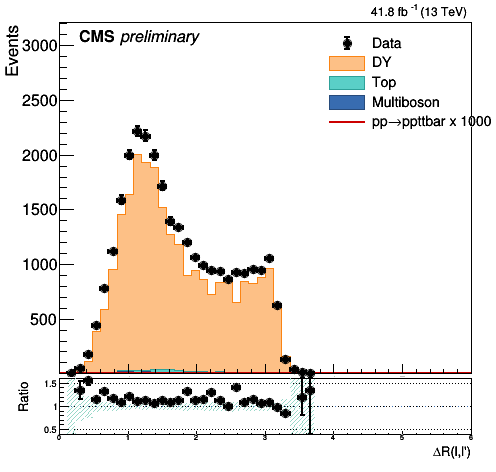 41.8 fb⁻¹ (13 TeV)
CMS preliminary
Events
3000
2500
2000
1500
1000
500
Data
DY
Top
Multiboson
pp→ppttbar x 1000
Ratio
1.5
1
0.5
0 1 2 3 4 5 6
ΔR(l,l')